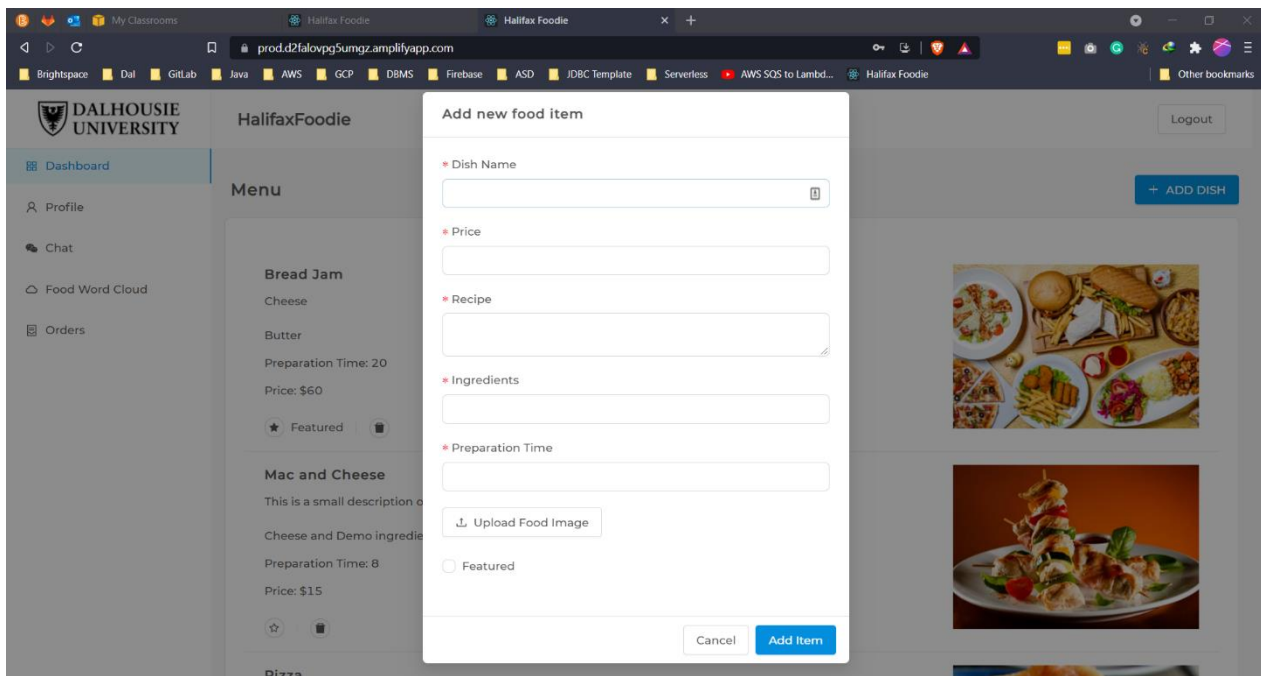 My Classrooms
Halifax Foodie
Halifax Foodie
prod.d2falovpg5umgz.amplifyapp.com
Brightspace Dal GitLab Java AWS GCP DBMS Firebase ASD JDBC Template Serverless AWS SQS to Lambd... Halifax Foodie Other bookmarks
DALHOUSIE
UNIVERSITY
HalifaxFoodie
Logout
Dashboard
Profile
Chat
Food Word Cloud
Orders
Menu
+ ADD DISH
Bread Jam
Cheese
Butter
Preparation Time: 20
Price: $60
Featured
Mac and Cheese
This is a small description o
Cheese and Demo ingredie
Preparation Time: 8
Price: $15
Pizza
Add new food item
* Dish Name
* Price
* Recipe
* Ingredients
* Preparation Time
Upload Food Image
Featured
Cancel
Add Item